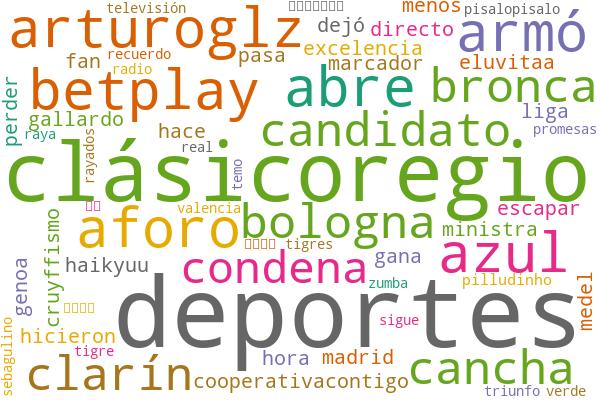 televisión
pisalopisalo
arturoglz
dejó
menos
armó
directo
fan
recuerdo
pasa
excelencia
radio
marcador
eluvitaa
betplay
abre
bronca
perder
gallardo
hace
candidato
liga
promesas
raya
rayados
real
clásicoregio
temo
aforo
valencia
bologna
escapar
ministra
cruyffismo
tigres
azul
genoa
haikyuu
condena
gana
zumba
pilludinho
medel
deportes
sebagulino
hicieron
sigue
tigre
hora
madrid
cancha
clarín
cooperativacontigo
triunfo
verde